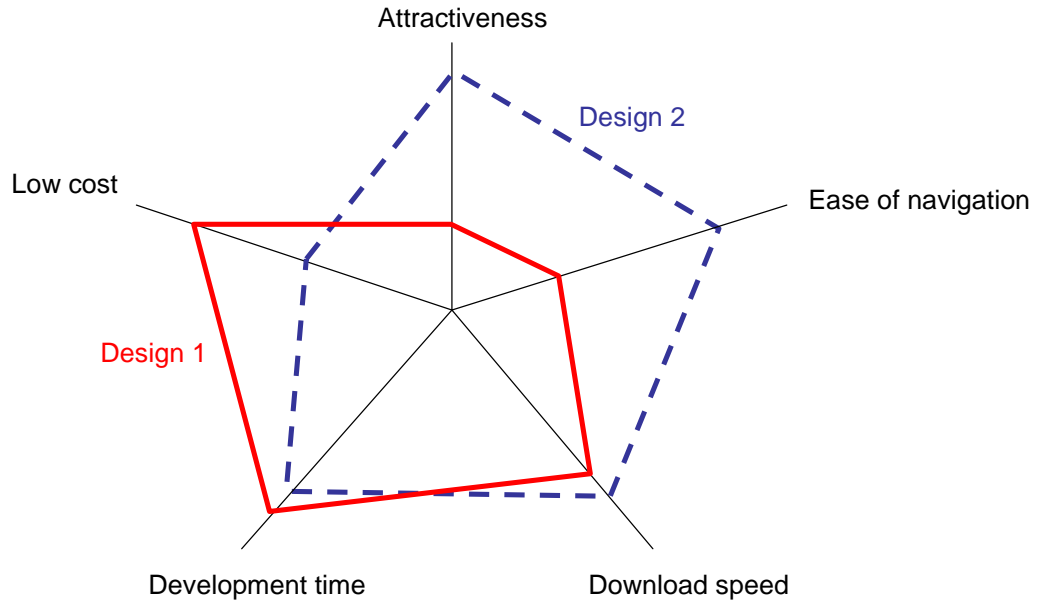 Attractiveness
Design 2
Low cost
Ease of navigation
Design 1
Development time
Download speed